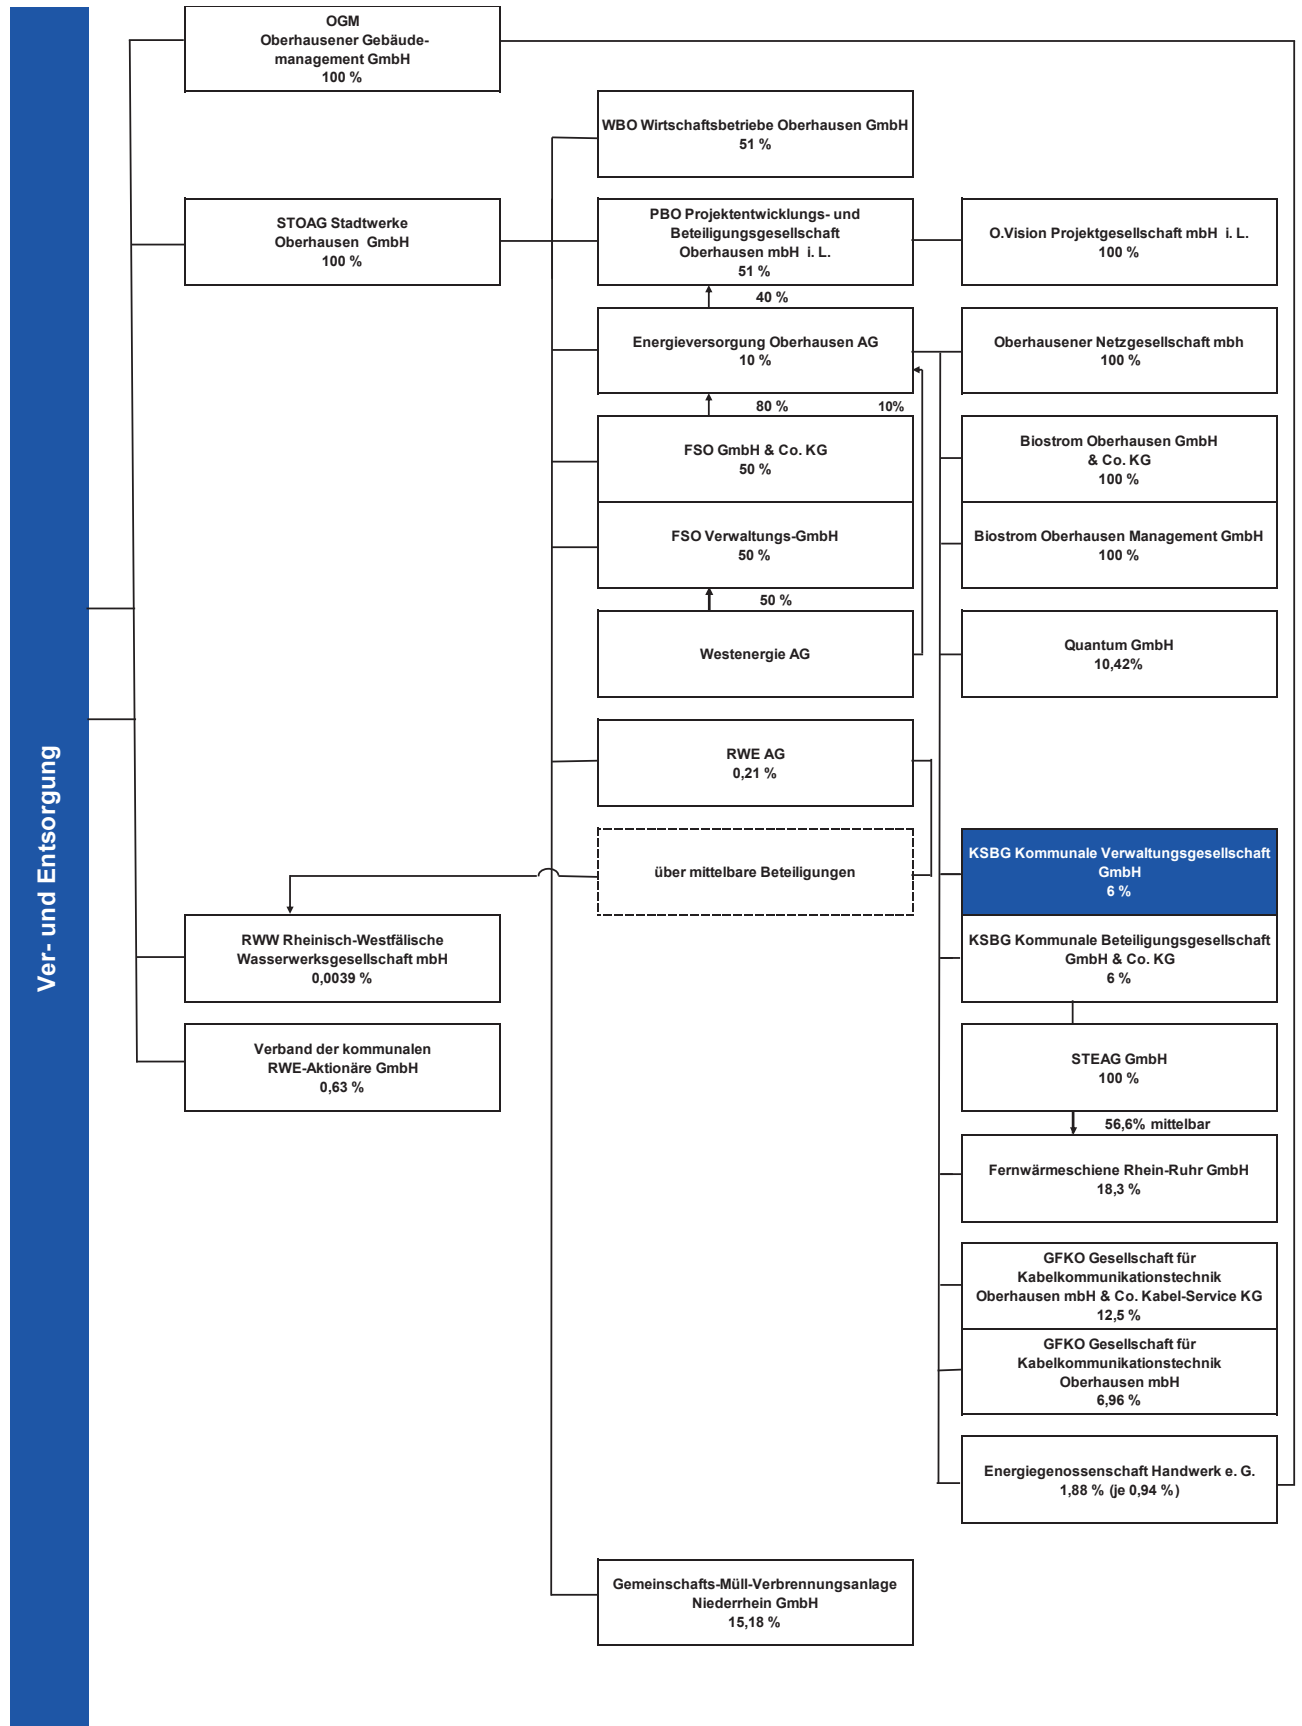 Ver- und Entsorgung
OGM
Oberhausener Gebäude-
management GmbH
100 %
STOAG Stadtwerke
Oberhausen  GmbH
100 %
RWW Rheinisch-Westfälische
Wasserwerksgesellschaft mbH
0,0039 %
Verband der kommunalen
RWE-Aktionäre GmbH
0,63 %
WBO Wirtschaftsbetriebe Oberhausen GmbH
51 %
PBO Projektentwicklungs- und
Beteiligungsgesellschaft
Oberhausen mbH  i. L.
51 %
40 %
Energieversorgung Oberhausen AG
10 %
80 %
10%
FSO GmbH & Co. KG
50 %
FSO Verwaltungs-GmbH
50 %
50 %
Westenergie AG
RWE AG
0,21 %
über mittelbare Beteiligungen
Gemeinschafts-Müll-Verbrennungsanlage
Niederrhein GmbH
15,18 %
O.Vision Projektgesellschaft mbH  i. L.
100 %
Oberhausener Netzgesellschaft mbh
100 %
Biostrom Oberhausen GmbH
& Co. KG
100 %
Biostrom Oberhausen Management GmbH
100 %
Quantum GmbH
10,42%
KSBG Kommunale Verwaltungsgesellschaft
GmbH
6 %
KSBG Kommunale Beteiligungsgesellschaft
GmbH & Co. KG
6 %
STEAG GmbH
100 %
56,6% mittelbar
Fernwärmeschiene Rhein-Ruhr GmbH
18,3 %
GFKO Gesellschaft für
Kabelkommunikationstechnik
Oberhausen mbH & Co. Kabel-Service KG
12,5 %
GFKO Gesellschaft für
Kabelkommunikationstechnik
Oberhausen mbH
6,96 %
Energiegenossenschaft Handwerk e. G.
1,88 % (je 0,94 %)